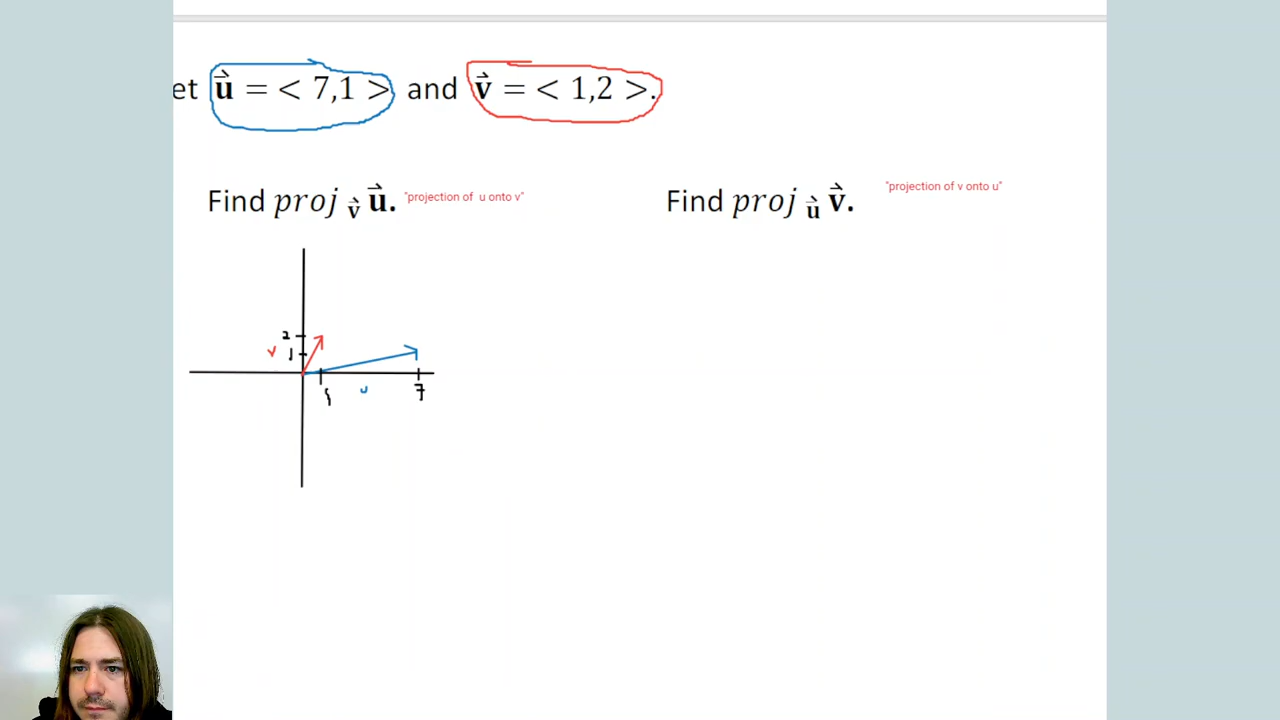 et u⃗ = < 7,1 > and v⃗ = < 1,2 >.
Find proj v⃗ u⃗. "projection of u onto v"
Find proj u⃗ v⃗. "projection of v onto u"
2
v 1
u 7